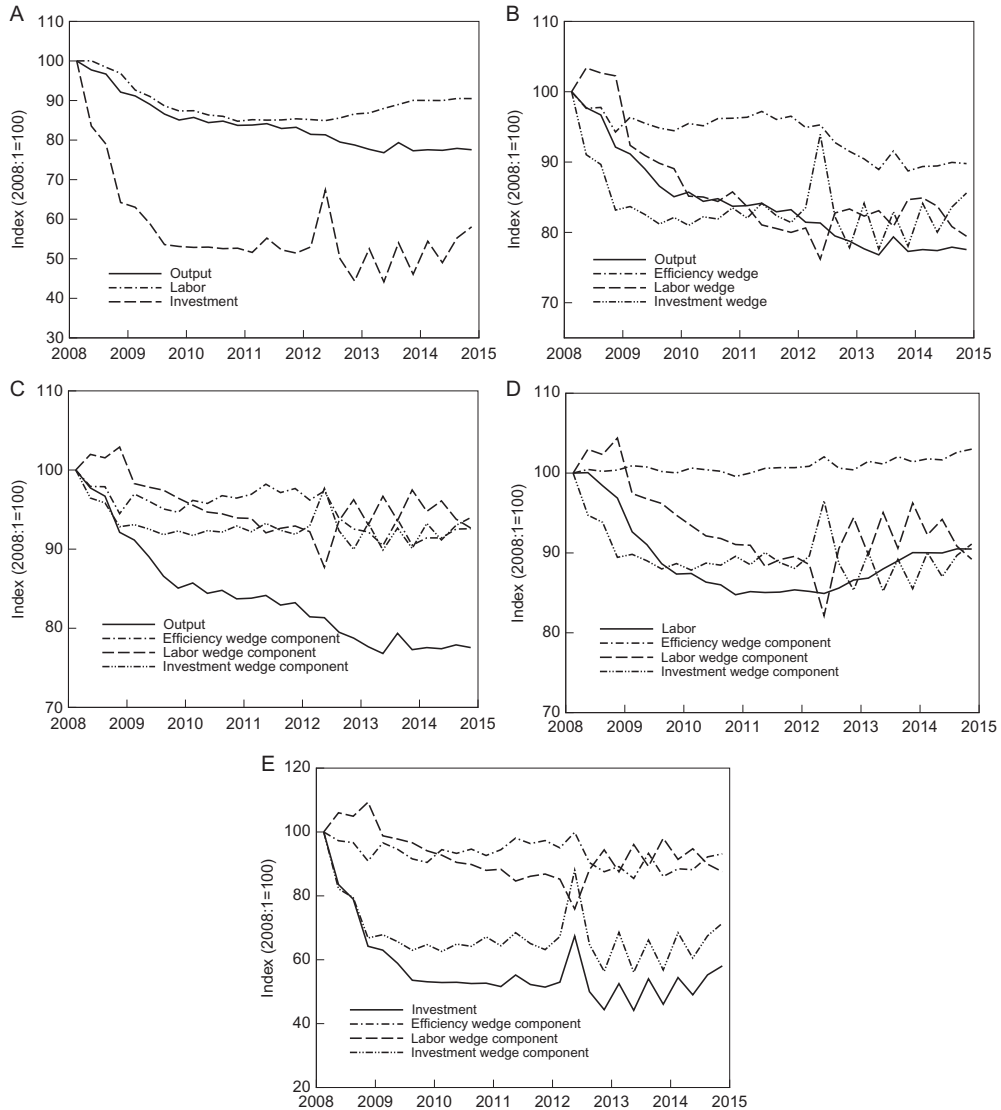 A
Index (2008:1=100)
110
100
90
80
70
60
50
40
30
Output
Labor
Investment
2008 2009 2010 2011 2012 2013 2014 2015
B
Index (2008:1=100)
110
100
90
80
70
Output
Efficiency wedge
Labor wedge
Investment wedge
2008 2009 2010 2011 2012 2013 2014 2015
C
Index (2008:1=100)
110
100
90
80
70
Output
Efficiency wedge component
Labor wedge component
Investment wedge component
2008 2009 2010 2011 2012 2013 2014 2015
D
Index (2008:1=100)
110
100
90
80
70
Labor
Efficiency wedge component
Labor wedge component
Investment wedge component
2008 2009 2010 2011 2012 2013 2014 2015
E
Index (2008:1=100)
120
100
80
60
40
20
Investment
Efficiency wedge component
Labor wedge component
Investment wedge component
2008 2009 2010 2011 2012 2013 2014 2015